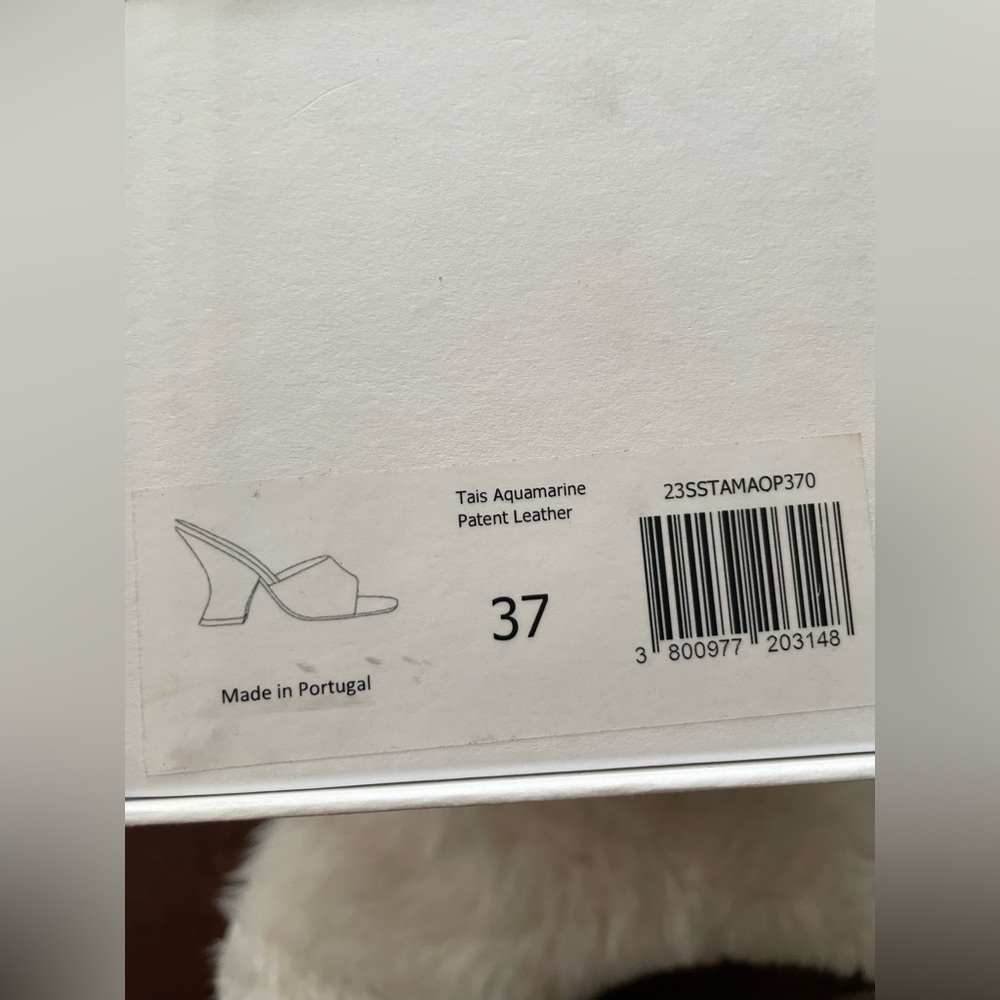 Tais Aquamarine
Patent Leather
37
23SSTAMAOP370
3 800977 203148
Made in Portugal